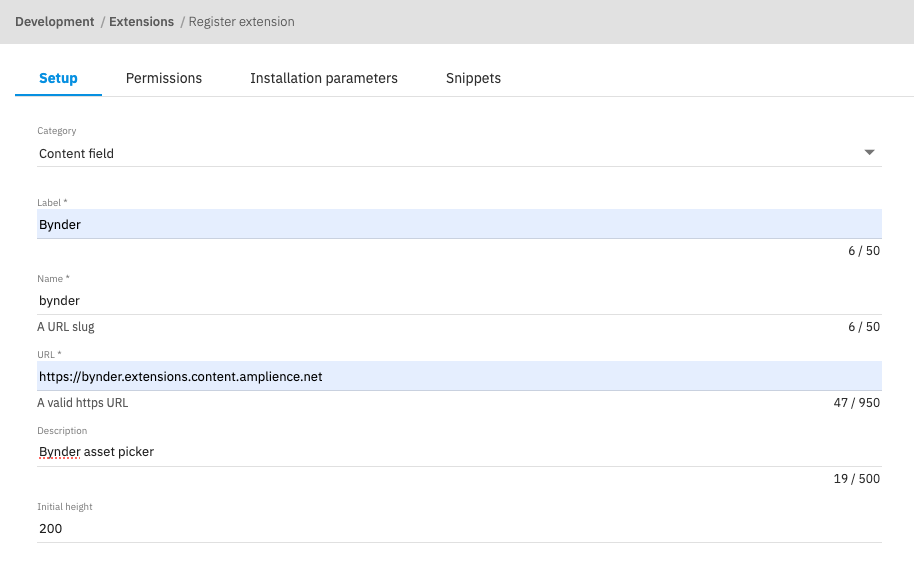 Development / Extensions / Register extension
Setup Permissions Installation parameters Snippets
Category
Content field
Label *
Bynder
6 / 50
Name *
bynder
A URL slug 6 / 50
URL *
https://bynder.extensions.content.amplience.net
A valid https URL 47 / 950
Description
Bynder asset picker
19 / 500
Initial height
200